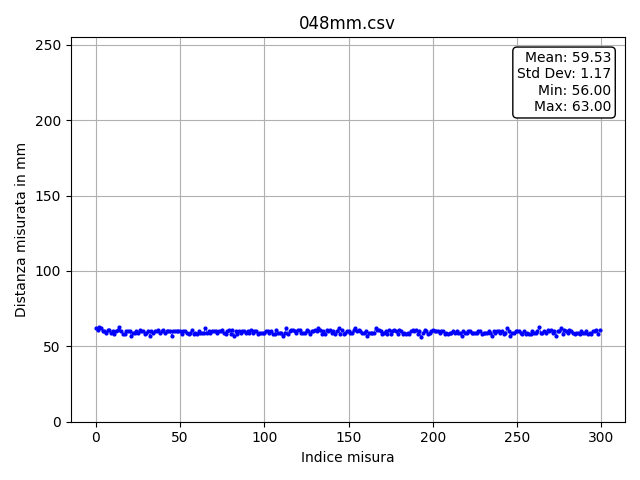 048mm.csv
Mean: 59.53
Std Dev: 1.17
Min: 56.00
Max: 63.00
Distanza misurata in mm
250
200
150
100
50
0
0 50 100 150 200 250 300
Indice misura